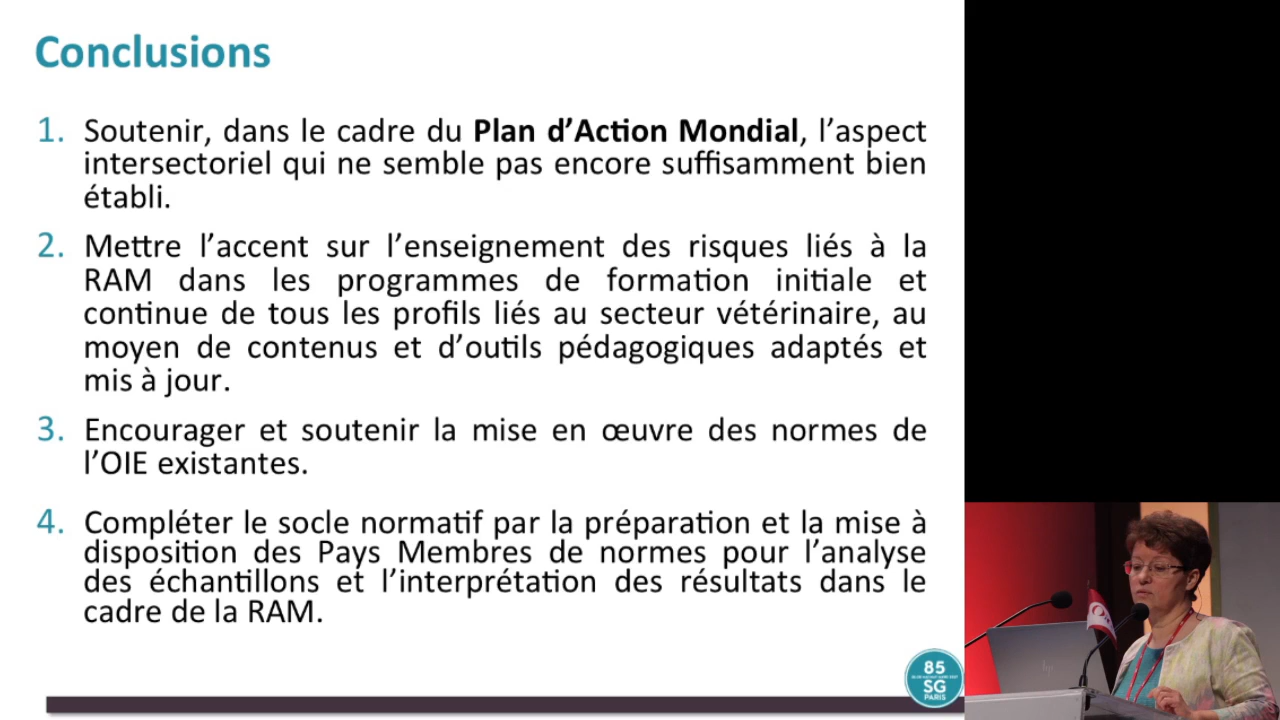 Conclusions
1. Soutenir, dans le cadre du Plan d’Action Mondial, l’aspect
intersectoriel qui ne semble pas encore suffisamment bien
établi.
2. Mettre l’accent sur l’enseignement des risques liés à la
RAM dans les programmes de formation initiale et
continue de tous les profils liés au secteur vétérinaire, au
moyen de contenus et d’outils pédagogiques adaptés et
mis à jour.
3. Encourager et soutenir la mise en œuvre des normes de
l’OIE existantes.
4. Compléter le socle normatif par la préparation et la mise à
disposition des Pays Membres de normes pour l’analyse
des échantillons et l’interprétation des résultats dans le
cadre de la RAM.
85
SG
PARIS
hp